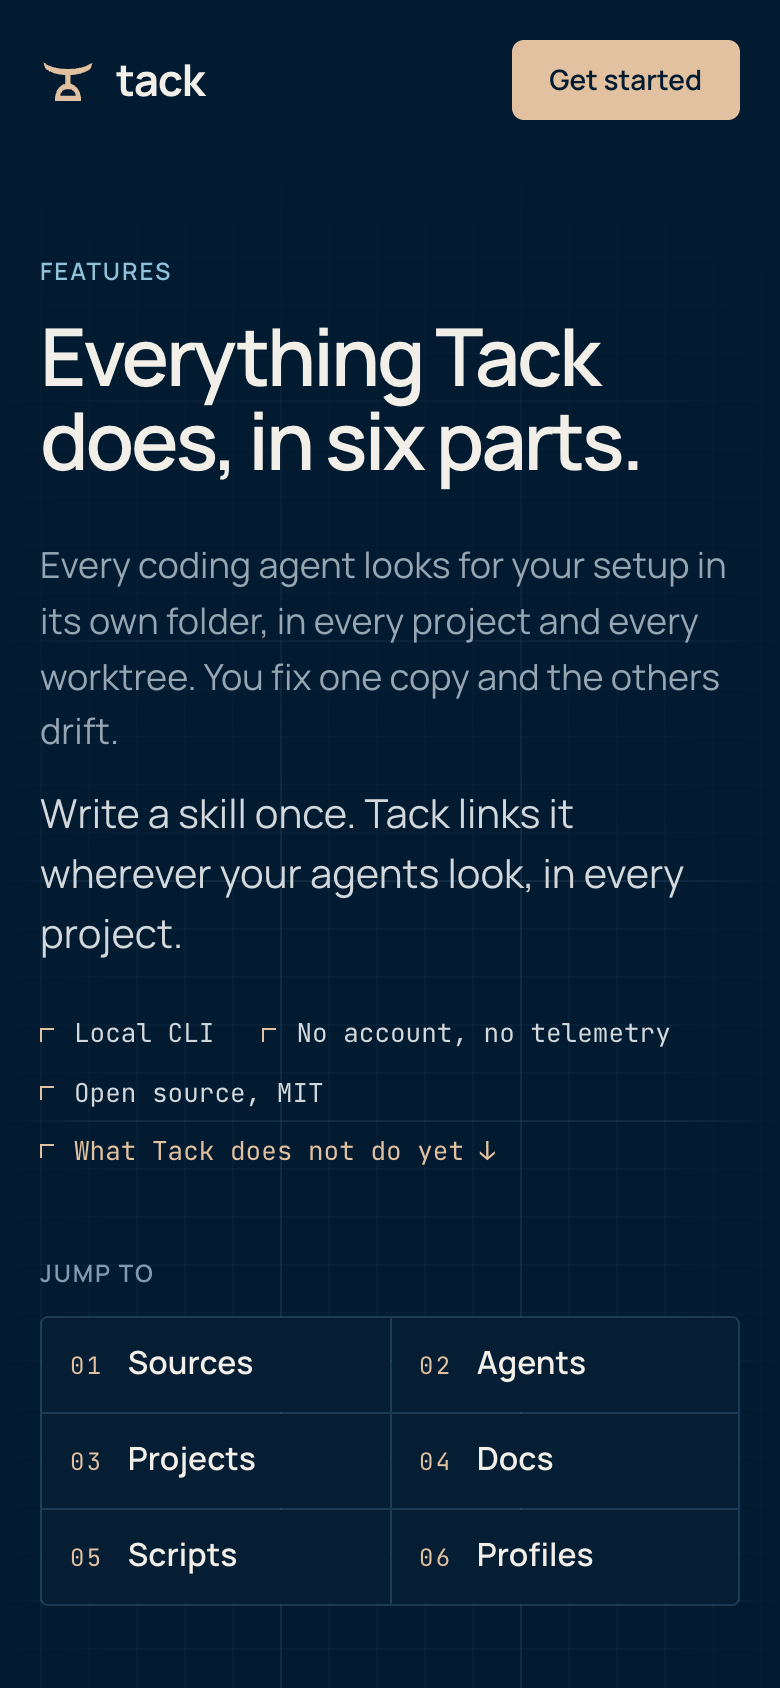 tack
Get started
FEATURES
Everything Tack
does, in six parts.
Every coding agent looks for your setup in
its own folder, in every project and every
worktree. You fix one copy and the others
drift.
Write a skill once. Tack links it
wherever your agents look, in every
project.
Local CLI No account, no telemetry
Open source, MIT
What Tack does not do yet ↓
JUMP TO
01 Sources 02 Agents
03 Projects 04 Docs
05 Scripts 06 Profiles